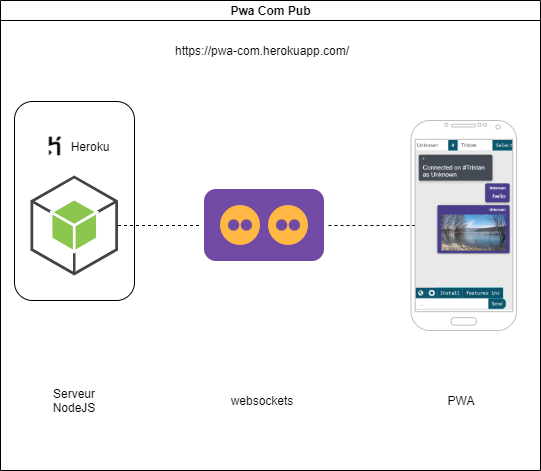 Pwa Com Pub
https://pwa-com.herokuapp.com/
Heroku
Unknown # Tristan Select
*
Connected on #Tristan
as Unknown
Unknown
hello
Unknown
Install features inc
Send
Serveur
NodeJS
websockets
PWA